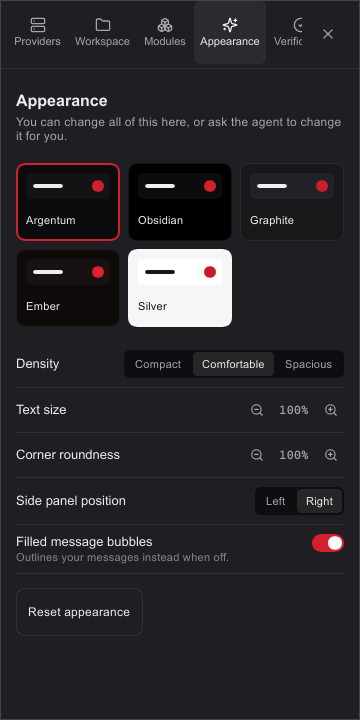 Providers
Workspace
Modules
Appearance
Appearance
You can change all of this here, or ask the agent to change
it for you.
Argentum
Obsidian
Graphite
Ember
Silver
Density
Compact
Comfortable
Spacious
Text size
100%
Corner roundness
100%
Side panel position
Left
Right
Filled message bubbles
Outlines your messages instead when off.
Reset appearance